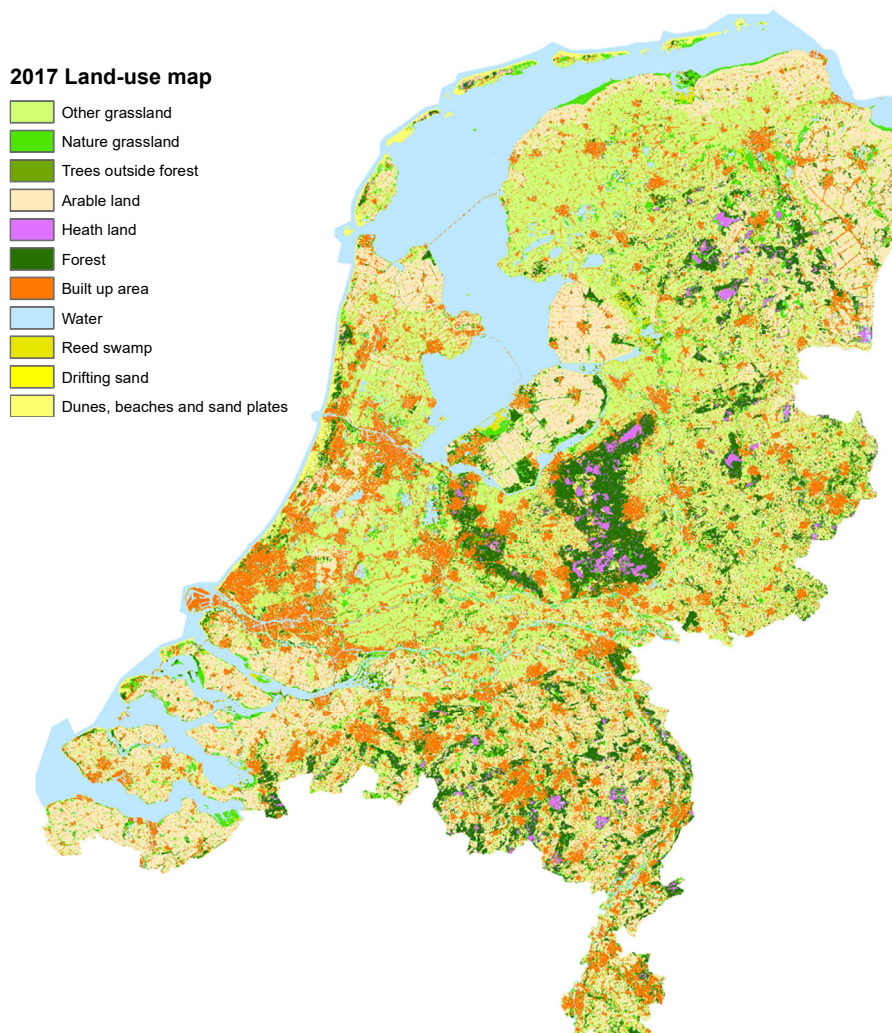 2017 Land-use map
Other grassland
Nature grassland
Trees outside forest
Arable land
Heath land
Forest
Built up area
Water
Reed swamp
Drifting sand
Dunes, beaches and sand plates